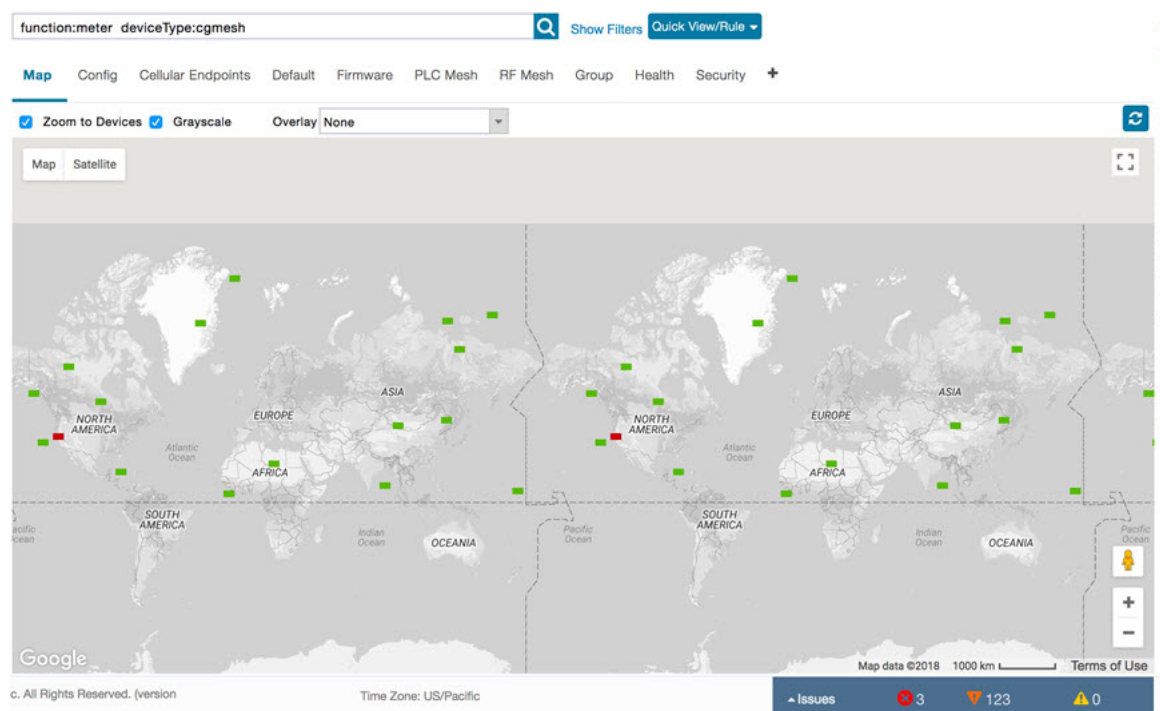 function:meter deviceType:cgmesh
Show Filters
Quick View/Rule
Map Config Cellular Endpoints Default Firmware PLC Mesh RF Mesh Group Health Security +
Zoom to Devices Grayscale Overlay None
Map Satellite
ASIA ASIA
NORTH AMERICA EUROPE NORTH AMERICA EUROPE
Atlantic Ocean Atlantic Ocean
AFRICA AFRICA
SOUTH AMERICA SOUTH AMERICA
acific cean Indian Ocean OCEANIA Pacific Ocean Indian Ocean OCEANIA Pacific Ocean
+
−
Google
Map data ©2018 1000 km Terms of Use
c. All Rights Reserved. (version Time Zone: US/Pacific
Issues 3 123 0